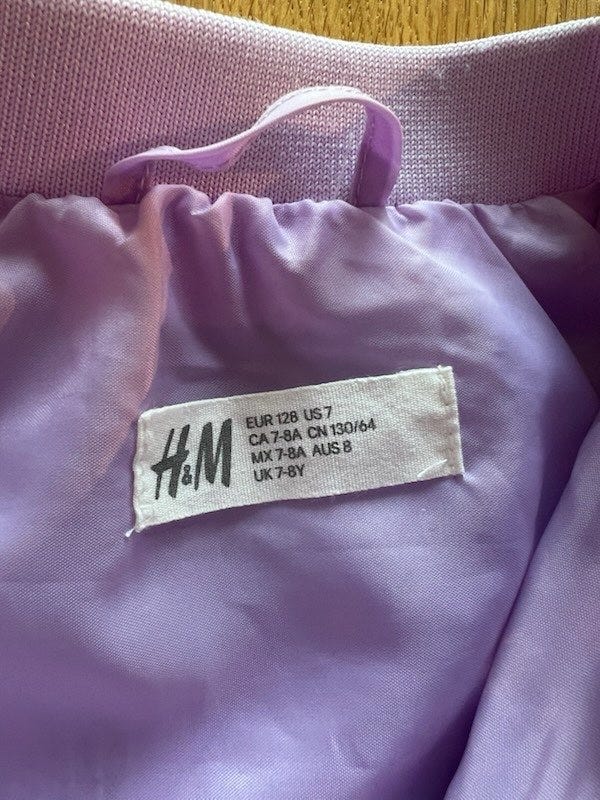 H&M
EUR 128 US 7
CA 7-8A CN 130/64
MX 7-8A AUS 8
UK 7-8Y